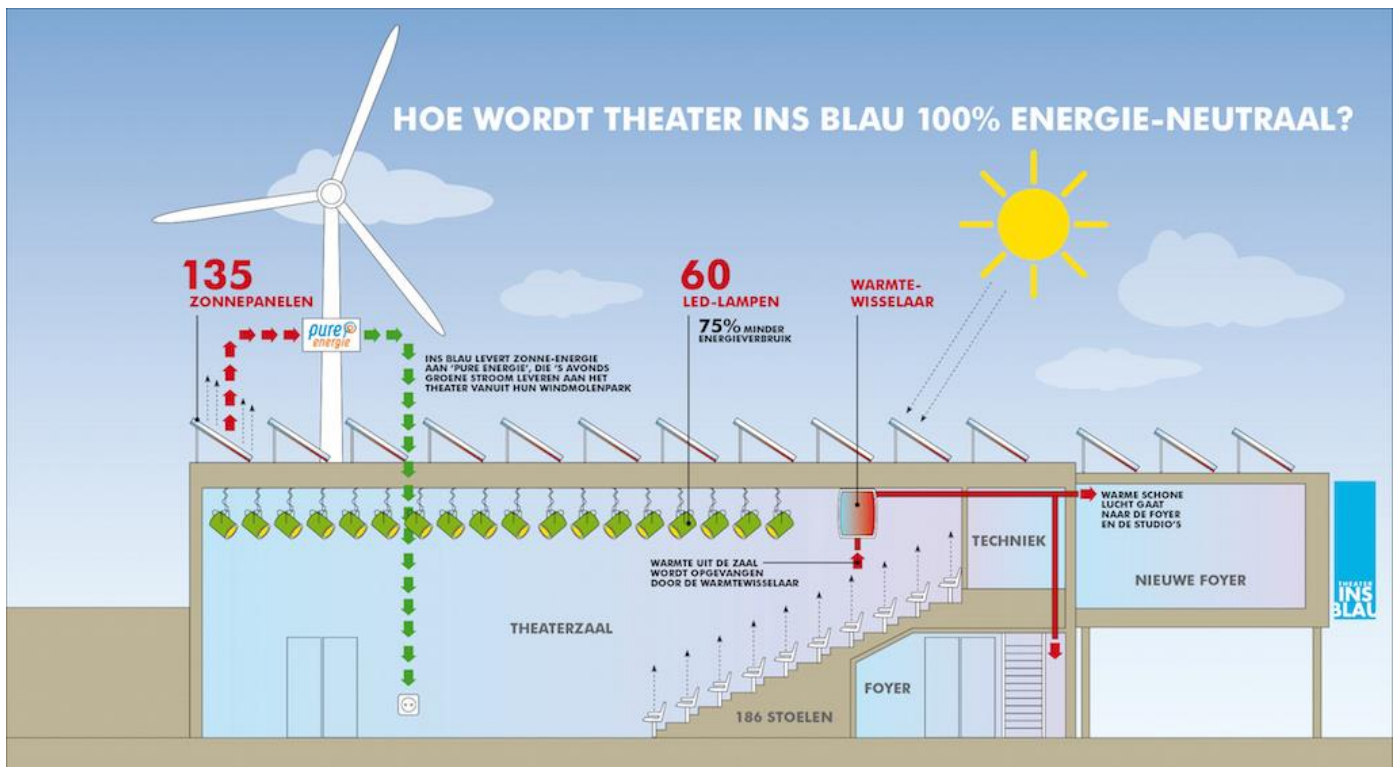 HOE WORDT THEATER INS BLAU 100% ENERGIE-NEUTRAAL?
135
ZONNEPANELEN
pure
energie
INS BLAU LEVERT ZONNE-ENERGIE
AAN 'PURE ENERGIE', DIE 'S AVONDS
GROENE STROOM LEVEREN AAN HET
THEATER VANUIT HUN WINDMOLENPARK
60
LED-LAMPEN
75% MINDER
ENERGIEVERBRUIK
WARMTE-
WISSELAAR
WARME SCHONE
LUCHT GAAT
NAAR DE FOYER
EN DE STUDIO'S
TECHNIEK
WARMTE UIT DE ZAAL
WORDT OPGEVANGEN
DOOR DE WARMTEWISSELAAR
NIEUWE FOYER
THEATER
INS
BLAU
THEATERZAAL
FOYER
186 STOELEN